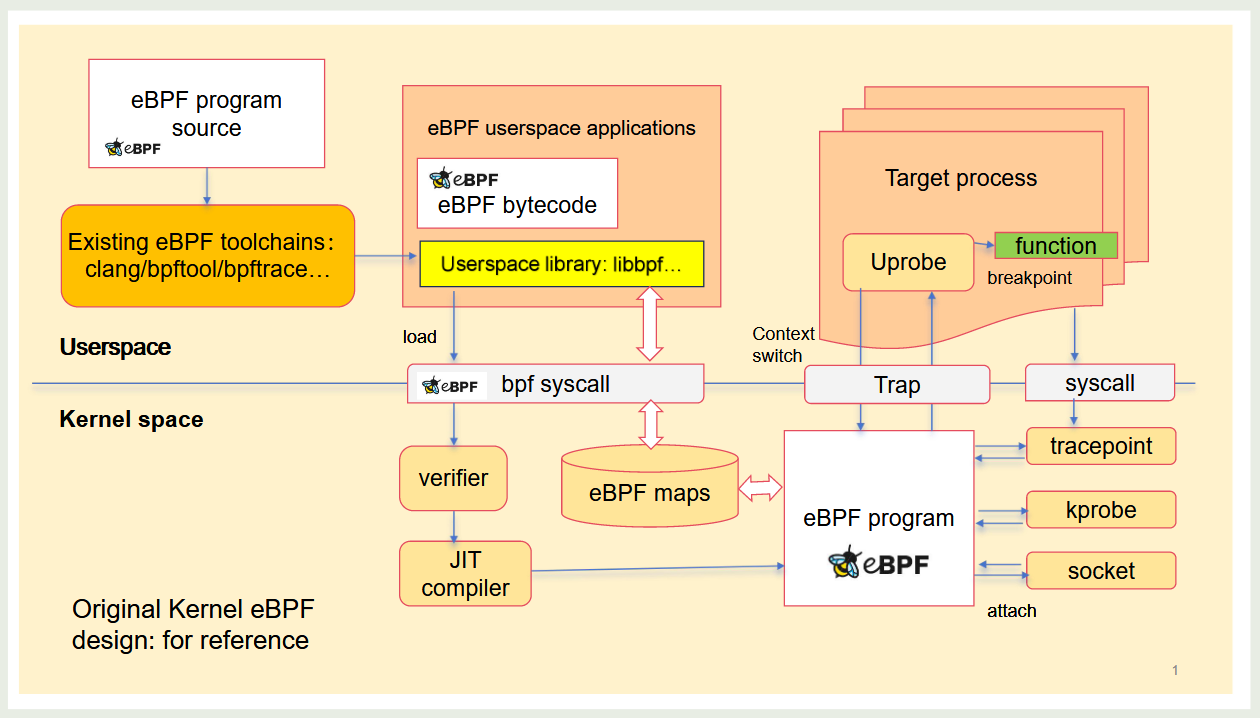 eBPF program
source
eBPF
Existing eBPF toolchains：
clang/bpftool/bpftrace…
eBPF userspace applications
eBPF
eBPF bytecode
Userspace library: libbpf…
Target process
Uprobe
function
breakpoint
load
Context
switch
Userspace
eBPF
bpf syscall
Trap
syscall
Kernel space
verifier
eBPF maps
JIT
compiler
eBPF program
eBPF
tracepoint
kprobe
socket
attach
Original Kernel eBPF
design: for reference
1